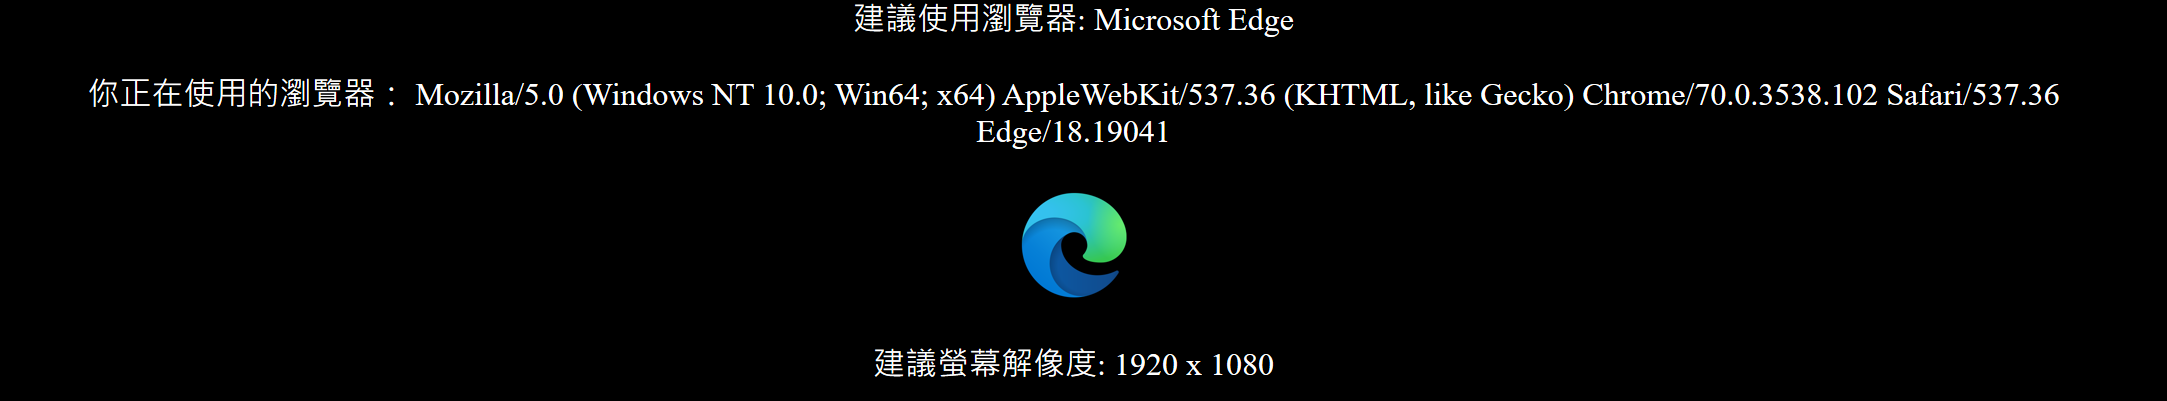 建議使用瀏覽器: Microsoft Edge
你正在使用的瀏覽器： Mozilla/5.0 (Windows NT 10.0; Win64; x64) AppleWebKit/537.36 (KHTML, like Gecko) Chrome/70.0.3538.102 Safari/537.36
Edge/18.19041
建議螢幕解像度: 1920 x 1080